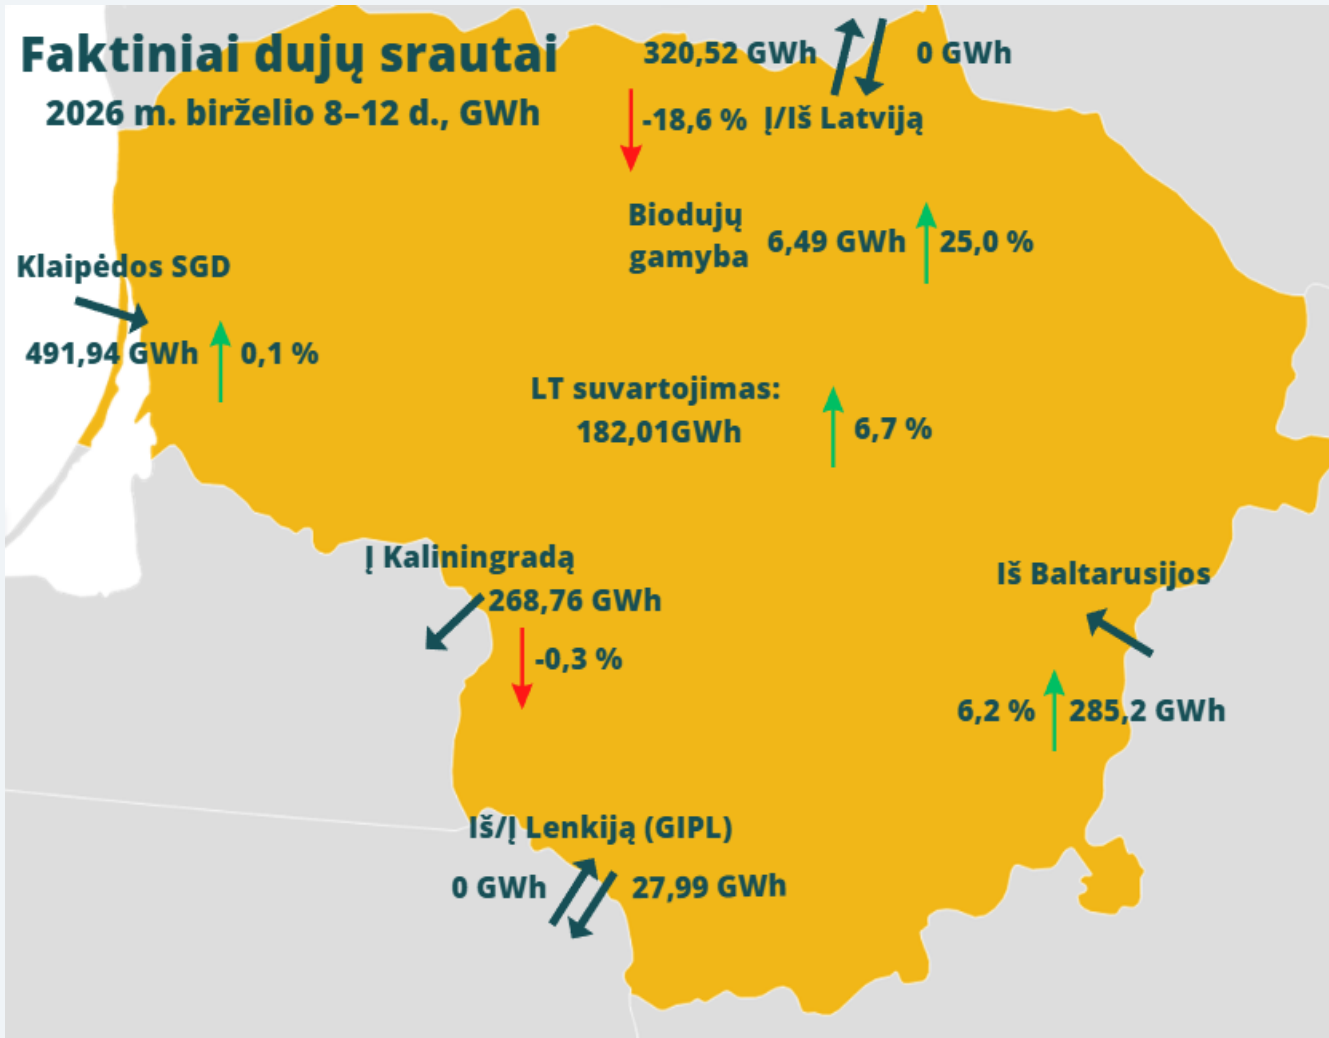 Faktiniai dujų srautai
2026 m. birželio 8–12 d., GWh
320,52 GWh
0 GWh
-18,6 %
Į/Iš Latviją
Biodujų
gamyba
6,49 GWh
25,0 %
Klaipėdos SGD
491,94 GWh
0,1 %
LT suvartojimas:
182,01GWh
6,7 %
Į Kaliningradą
268,76 GWh
-0,3 %
Iš Baltarusijos
6,2 %
285,2 GWh
Iš/Į Lenkiją (GIPL)
0 GWh
27,99 GWh